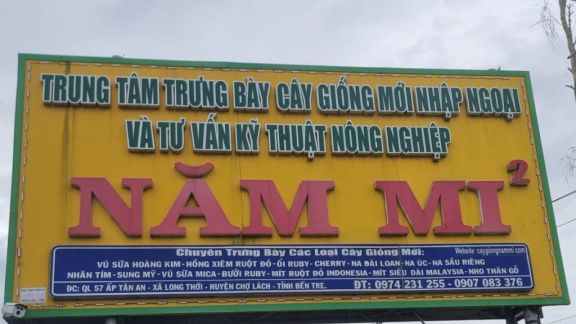 TRUNG TÂM TRƯNG BÀY CÂY GIỐNG MỚI NHẬP NGOẠI
VÀ TƯ VẤN KỸ THUẬT NÔNG NGHIỆP
NĂM MI²
Chuyên Trưng Bày Các Loại Cây Giống Mới: Website: caygiongnammi.com
VÚ SỮA HOÀNG KIM - HỒNG XIÊM RUỘT ĐỎ - ỔI RUBY - CHERRY - NA ĐÀI LOAN - NA ÚC - NA SẦU RIÊNG
NHÃN TÍM - SUNG MỸ - VÚ SỮA MICA - BƯỞI RUBY - MÍT RUỘT ĐỎ INDONESIA - MÍT SIÊU DÀI MALAYSIA - NHO THÂN GỖ
ĐC: QL 57 ẤP TÂN AN - XÃ LONG THỚI - HUYỆN CHỢ LÁCH - TỈNH BẾN TRE. ĐT: 0974 231 255 - 0907 083 376